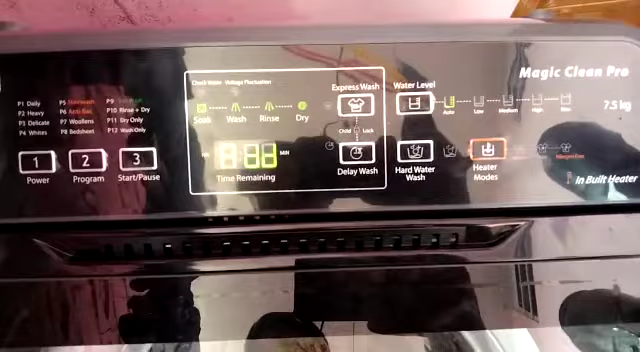 Magic Clean Pro
7.5 kg
In Built Heater
Check Water Voltage Fluctuation
Express Wash
Water Level
Soak Wash Rinse Dry
Auto Low Medium High Max
Child Lock
P1 Daily
P2 Heavy
P3 Delicate
P4 Whites
P5
P6
P7 Woollens
P8 Bedsheet
P9
P10 Rinse + Dry
P11 Dry Only
P12 Wash Only
1
Power
2
Program
3
Start/Pause
MIN
Time Remaining
Delay Wash
Hard Water Wash
Heater Modes